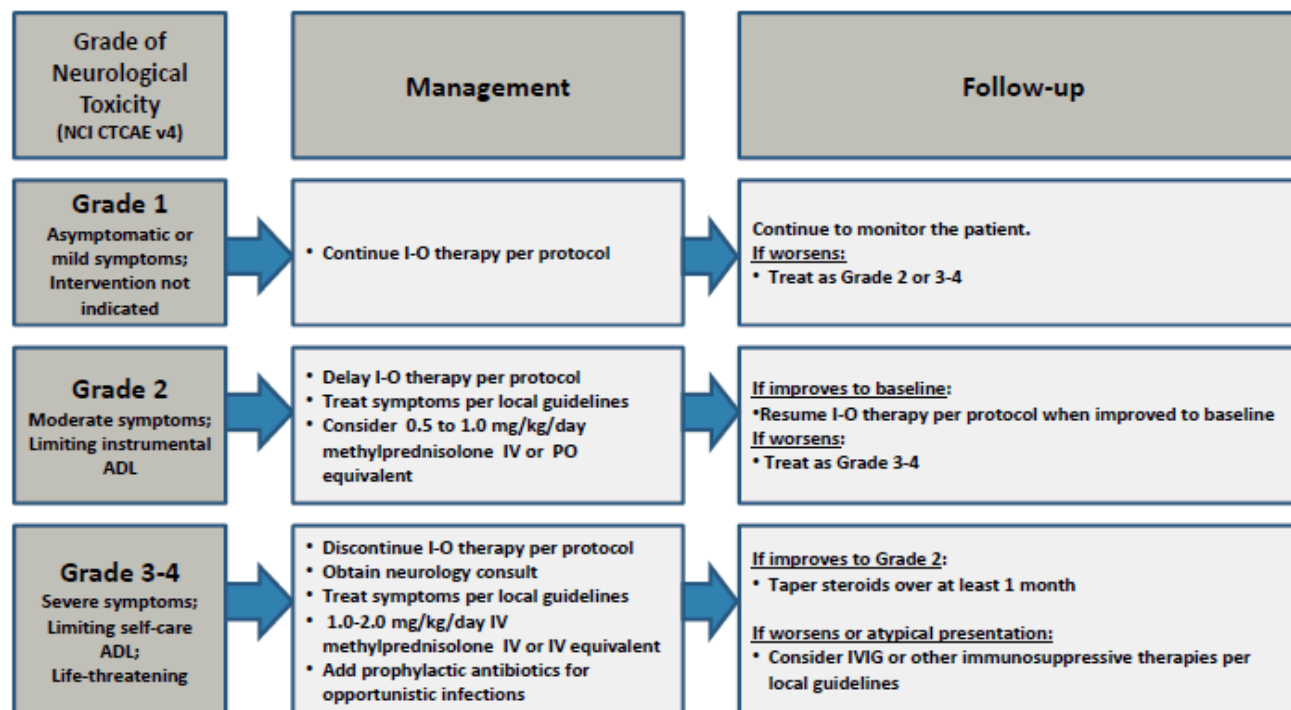 Grade of
Neurological
Toxicity
(NCI CTCAE v4)
Management
Follow-up
Grade 1
Asymptomatic or
mild symptoms;
Intervention not
indicated
• Continue I-O therapy per protocol
Continue to monitor the patient.
If worsens:
• Treat as Grade 2 or 3-4
Grade 2
Moderate symptoms;
Limiting instrumental
ADL
• Delay I-O therapy per protocol
• Treat symptoms per local guidelines
• Consider 0.5 to 1.0 mg/kg/day
methylprednisolone IV or PO
equivalent
If improves to baseline:
•Resume I-O therapy per protocol when improved to baseline
If worsens:
• Treat as Grade 3-4
Grade 3-4
Severe symptoms;
Limiting self-care
ADL;
Life-threatening
• Discontinue I-O therapy per protocol
• Obtain neurology consult
• Treat symptoms per local guidelines
• 1.0-2.0 mg/kg/day IV
methylprednisolone IV or IV equivalent
• Add prophylactic antibiotics for
opportunistic infections
If improves to Grade 2:
• Taper steroids over at least 1 month
If worsens or atypical presentation:
• Consider IVIG or other immunosuppressive therapies per
local guidelines